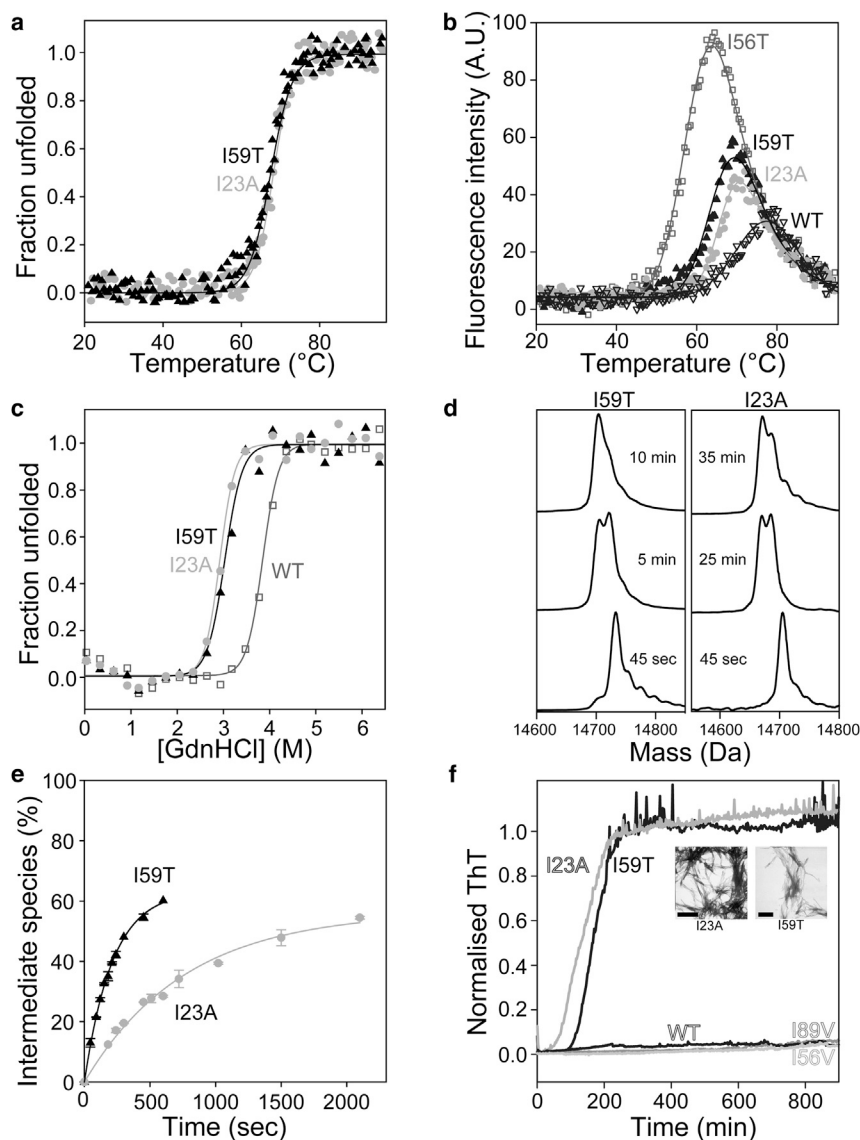 a
Fraction unfolded
1.0
0.8
0.6
0.4
0.2
0.0
I59T
I23A
20 40 60 80
Temperature (°C)
b
Fluorescence intensity (A.U.)
100
80
60
40
20
0
I56T
I59T
I23A
WT
20 40 60 80
Temperature (°C)
c
Fraction unfolded
1.0
0.8
0.6
0.4
0.2
0.0
I59T
I23A
WT
0 1 2 3 4 5 6
[GdnHCl] (M)
d
I59T I23A
10 min 35 min
5 min 25 min
45 sec 45 sec
14600 14700 14800 14600 14700 14800
Mass (Da)
e
Intermediate species (%)
100
80
60
40
20
0
I59T
I23A
0 500 1000 1500 2000
Time (sec)
f
Normalised ThT
1.0
0.8
0.6
0.4
0.2
0.0
I23A
I59T
I23A I59T
WT
I89V
I56V
0 200 400 600 800
Time (min)